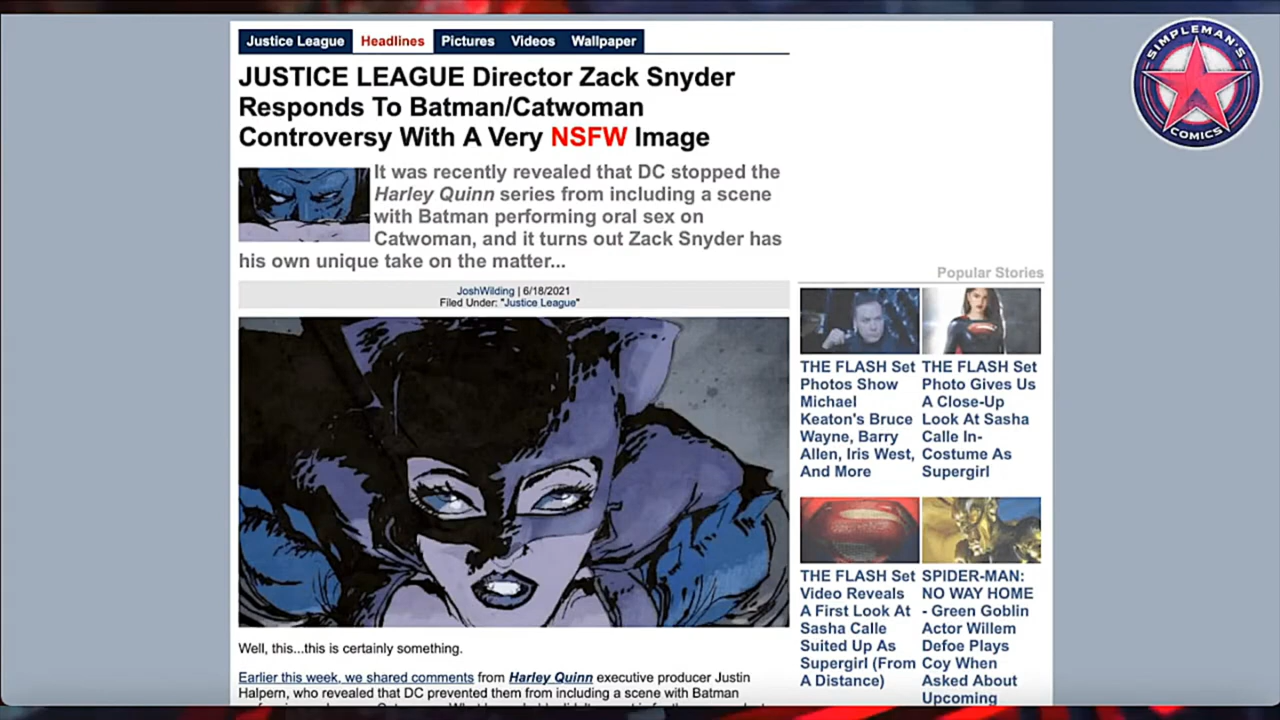 Justice League Headlines Pictures Videos Wallpaper
JUSTICE LEAGUE Director Zack Snyder
Responds To Batman/Catwoman
Controversy With A Very NSFW Image
It was recently revealed that DC stopped the
Harley Quinn series from including a scene
with Batman performing oral sex on
Catwoman, and it turns out Zack Snyder has
his own unique take on the matter...
JoshWilding | 6/18/2021
Filed Under: "Justice League"
Well, this...this is certainly something.
Earlier this week, we shared comments from Harley Quinn executive producer Justin
Halpern, who revealed that DC prevented them from including a scene with Batman
Popular Stories
THE FLASH Set
Photos Show
Michael
Keaton's Bruce
Wayne, Barry
Allen, Iris West,
And More
THE FLASH Set
Photo Gives Us
A Close-Up
Look At Sasha
Calle In-
Costume As
Supergirl
THE FLASH Set
Video Reveals
A First Look At
Sasha Calle
Suited Up As
Supergirl (From
A Distance)
SPIDER-MAN:
NO WAY HOME
- Green Goblin
Actor Willem
Defoe Plays
Coy When
Asked About
Upcoming
SIMPLEMAN'S
COMICS